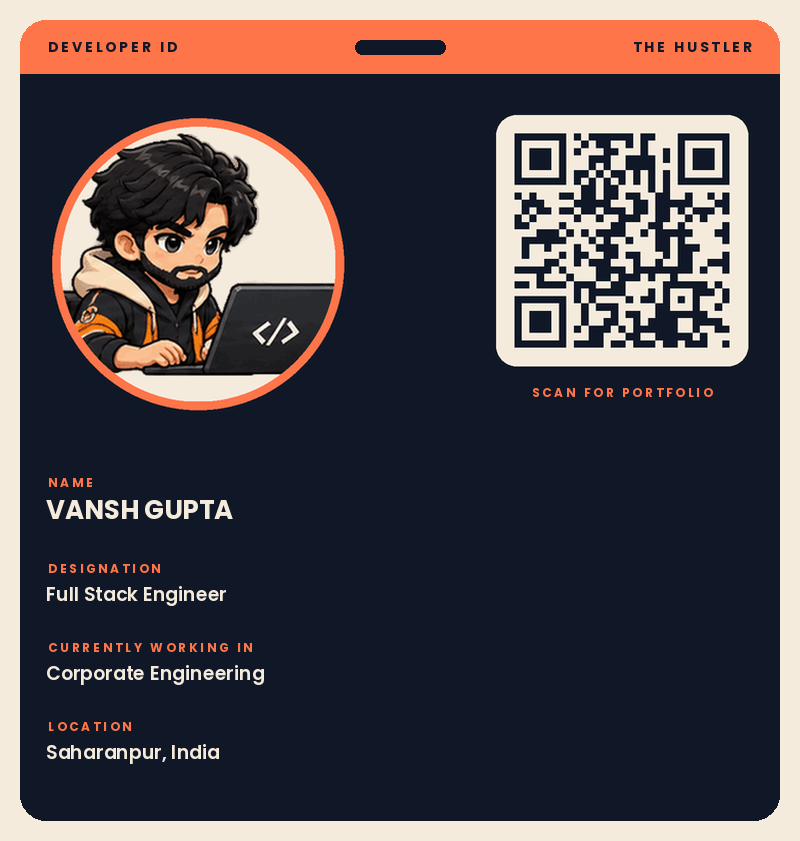 DEVELOPER ID
THE HUSTLER
</>
SCAN FOR PORTFOLIO
NAME
VANSH GUPTA
DESIGNATION
Full Stack Engineer
CURRENTLY WORKING IN
Corporate Engineering
LOCATION
Saharanpur, India